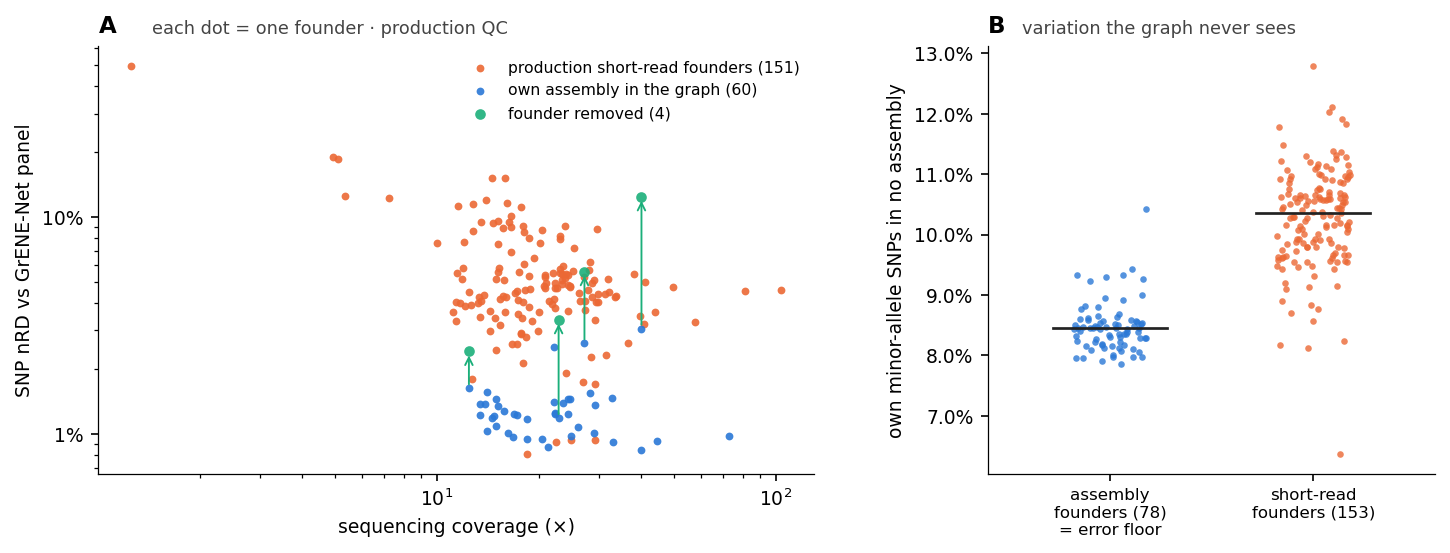 A each dot = one founder · production QC
SNP nRD vs GrENE-Net panel
10%
1%
production short-read founders (151)
own assembly in the graph (60)
founder removed (4)
10¹
10²
sequencing coverage (×)
B variation the graph never sees
own minor-allele SNPs in no assembly
13.0%
12.0%
11.0%
10.0%
9.0%
8.0%
7.0%
assembly
founders (78)
= error floor
short-read
founders (153)